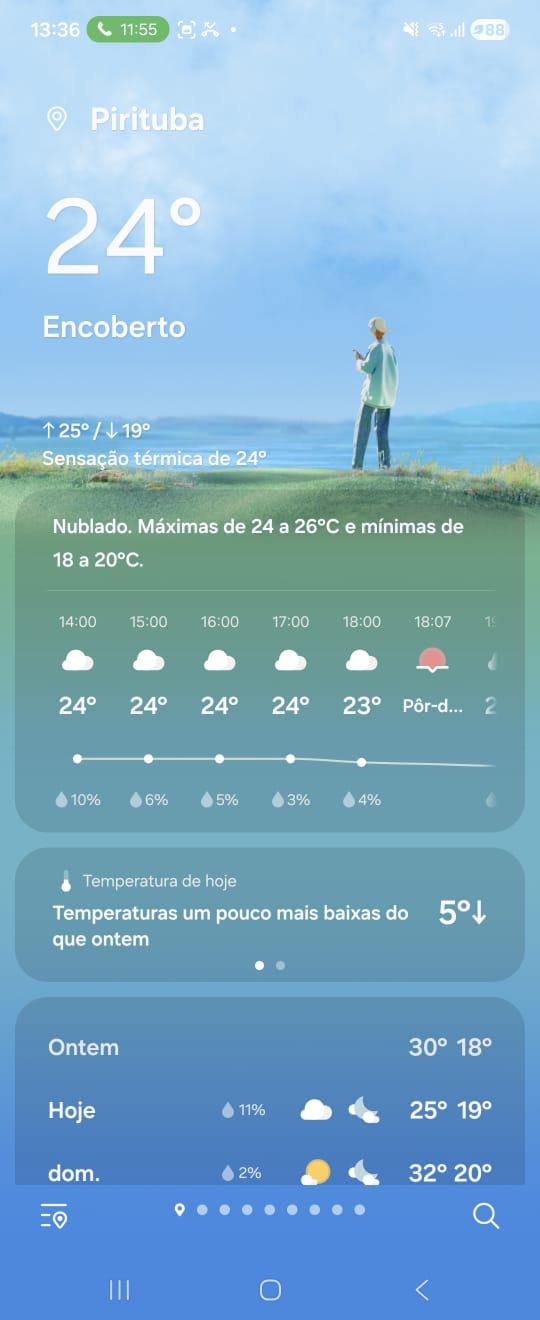 13:36 11:55 88
Pirituba
24°
Encoberto
↑25° / ↓19°
Sensação térmica de 24°
Nublado. Máximas de 24 a 26°C e mínimas de
18 a 20°C.
14:00 15:00 16:00 17:00 18:00 18:07
24° 24° 24° 24° 23° Pôr-d...
10% 6% 5% 3% 4%
Temperatura de hoje
Temperaturas um pouco mais baixas do
que ontem
5°↓
Ontem 30° 18°
Hoje 11% 25° 19°
dom. 2% 32° 20°